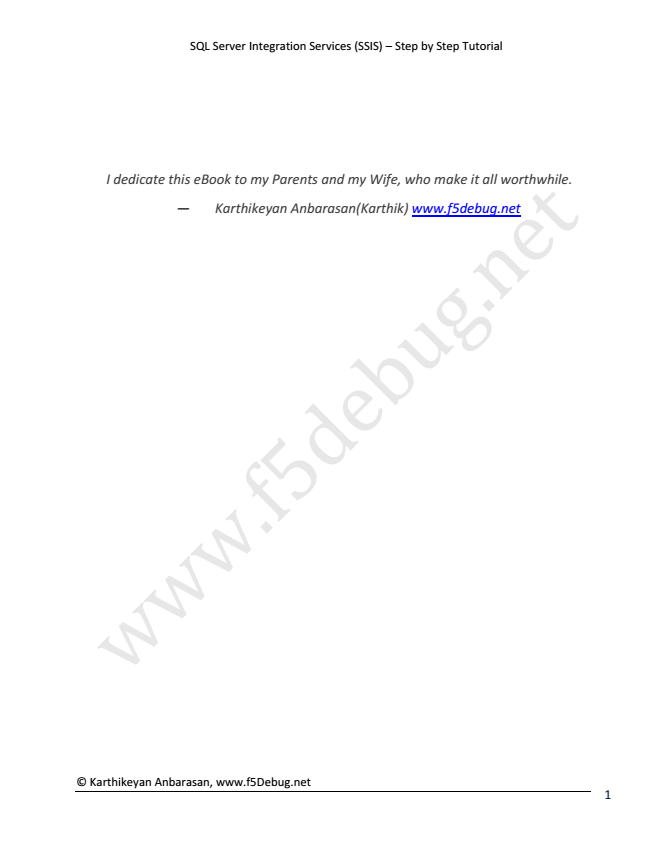 SQL Server Integration Services (SSIS) – Step by Step Tutorial
I dedicate this eBook to my Parents and my Wife, who make it all worthwhile.
— Karthikeyan Anbarasan(Karthik) www.f5debug.net
www.f5debug.net
© Karthikeyan Anbarasan, www.f5Debug.net
1